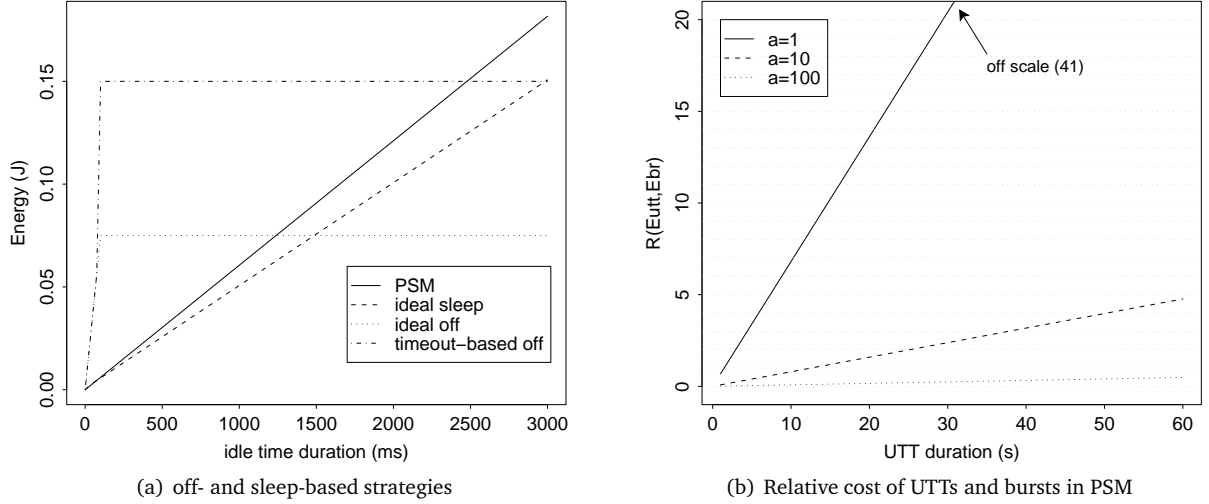 Energy (J)
0.00
0.05
0.10
0.15
PSM
ideal sleep
ideal off
timeout−based off
0
500
1000
1500
2000
2500
3000
idle time duration (ms)
(a) off- and sleep-based strategies
R(Eutt,Ebr)
0
5
10
15
20
a=1
a=10
a=100
off scale (41)
0
10
20
30
40
50
60
UTT duration (s)
(b) Relative cost of UTTs and bursts in PSM